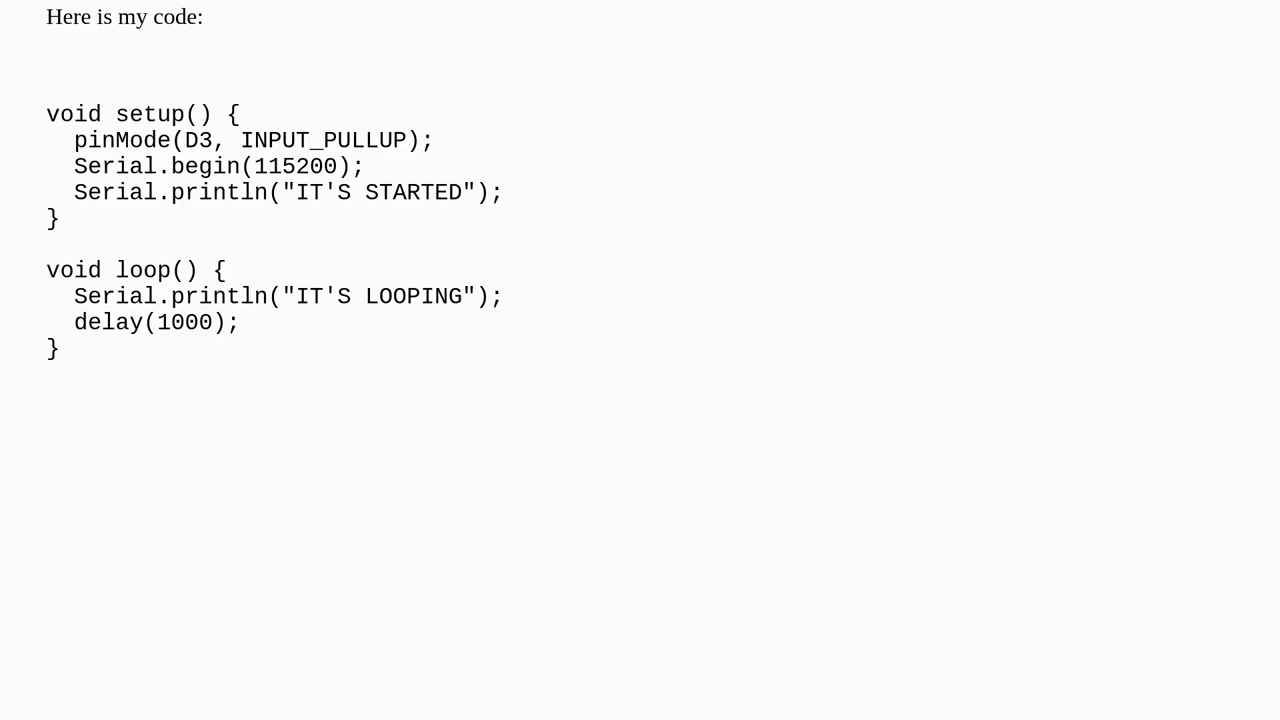 Here is my code:
void setup() {
  pinMode(D3, INPUT_PULLUP);
  Serial.begin(115200);
  Serial.println("IT'S STARTED");
}
void loop() {
  Serial.println("IT'S LOOPING");
  delay(1000);
}